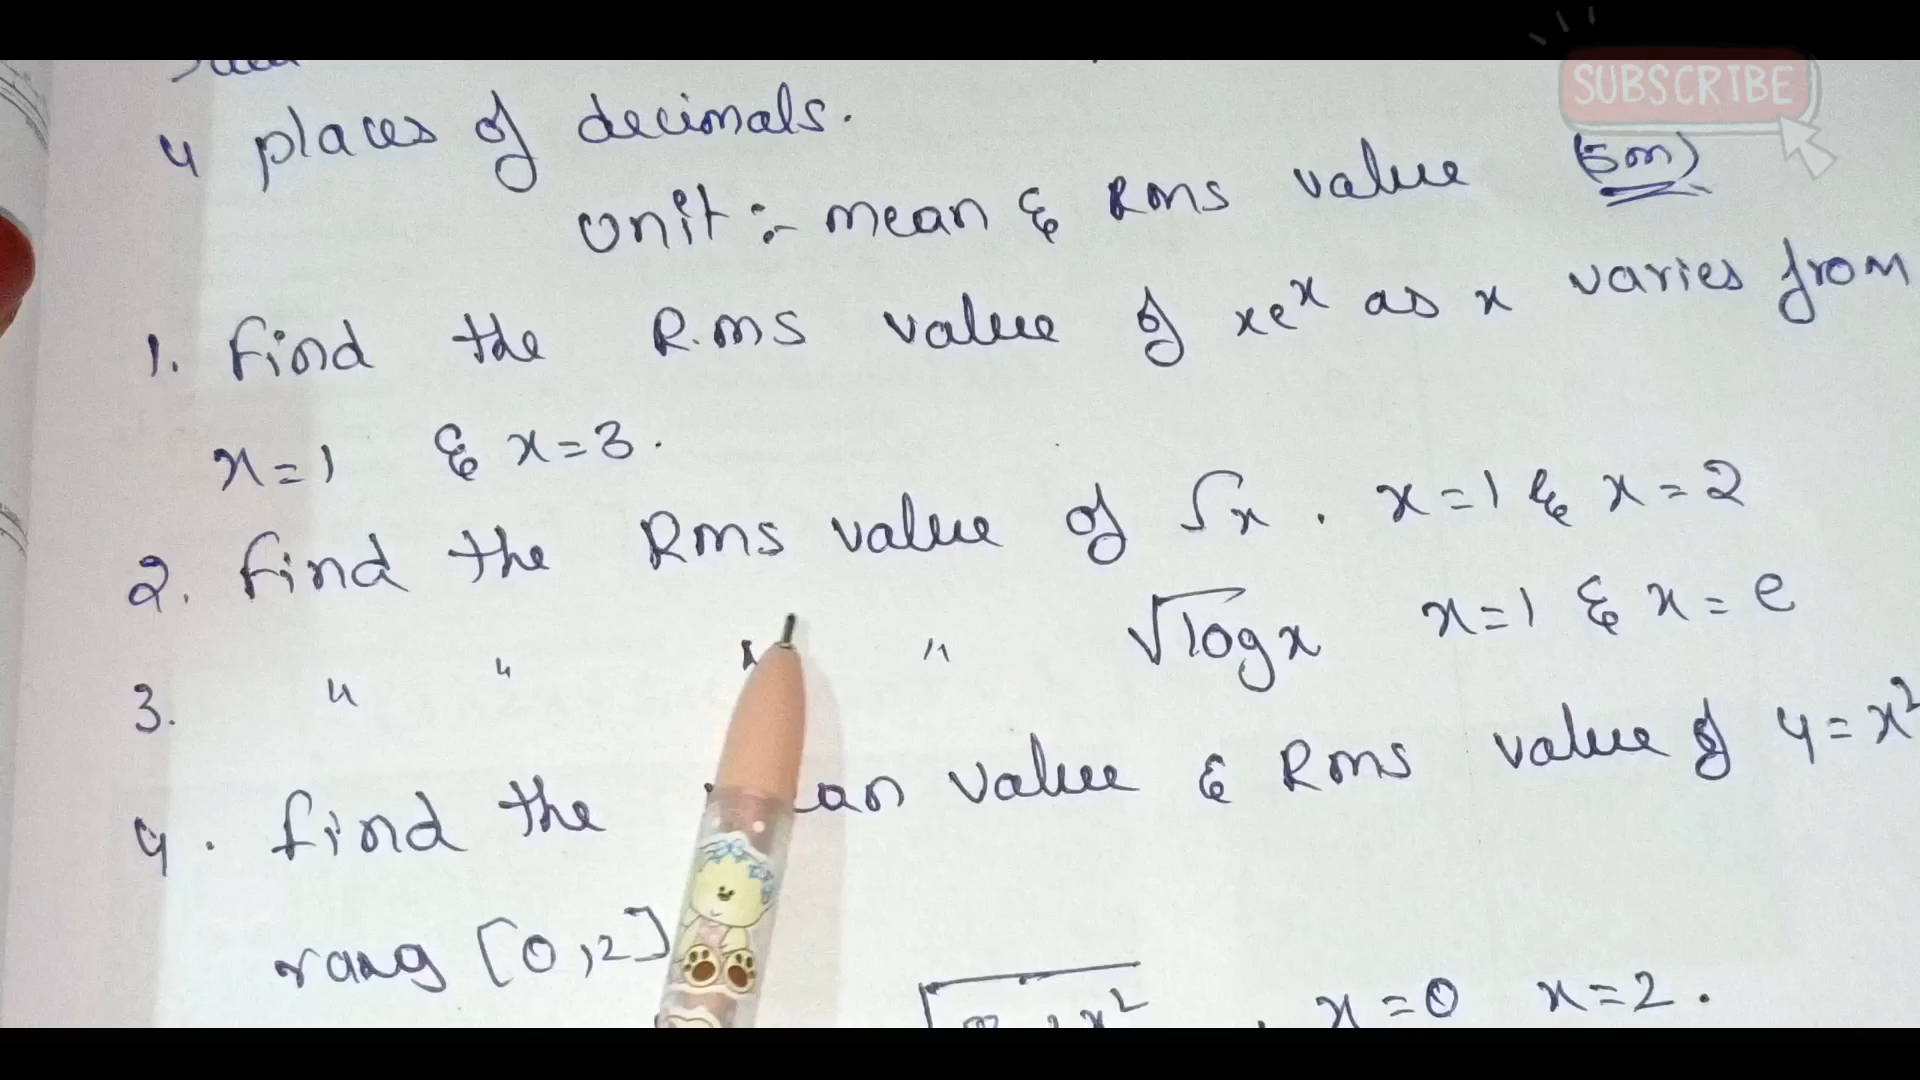 SUBSCRIBE
4 places of decimals.
Unit :- mean & Rms value (5m)
1. Find the R.ms value of xeˣ as x varies from
x=1 & x=3.
2. Find the Rms value of √x. x=1 & x=2
3. " " " " √logx x=1 & x=e
4. find the an value & Rms value of y=x²
rang [0,2]
x² , x=0 x=2.